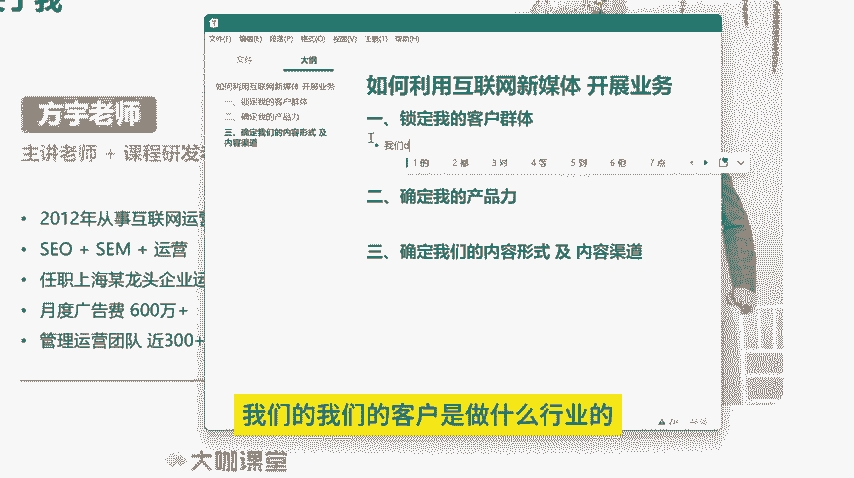 于我
文件(F) 编辑(E) 段落(P) 格式(O) 视图(V) 主题(T) 帮助(H)
文件 大纲
如何利用互联网新媒体 开展业务
一、锁定我的客户群体
二、确定我的产品力
三、确定我们的内容形式 及
内容渠道
如何利用互联网新媒体 开展业务
一、锁定我的客户群体
• 我们d
1 的 2 都 3 对 4 等 5 到 6 他 7 点
二、确定我的产品力
三、确定我们的内容形式 及 内容渠道
方宇老师
主讲老师 + 课程研发
• 2012年从事互联网运营
• SEO + SEM + 运营
• 任职上海某龙头企业运
• 月度广告费 600万+
• 管理运营团队 近300+
我们的我们的客户是做什么行业的
大咖课堂